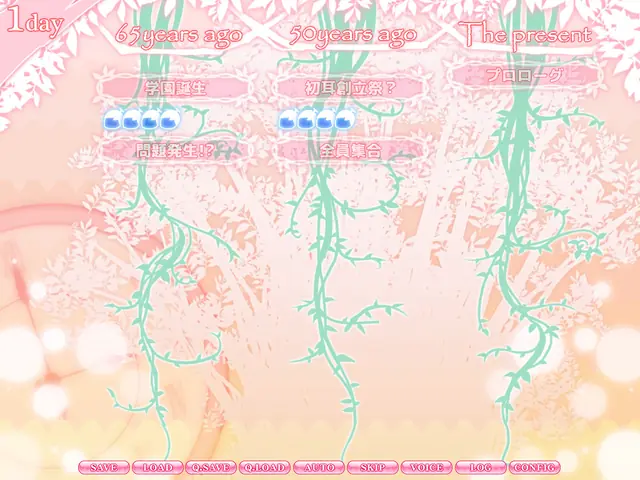 1day
65years ago
50years ago
The present
学園誕生
初耳創立祭?
プロローグ
問題発生!?
全員集合
SAVE
LOAD
Q.SAVE
Q.LOAD
AUTO
SKIP
VOICE
LOG
CONFIG